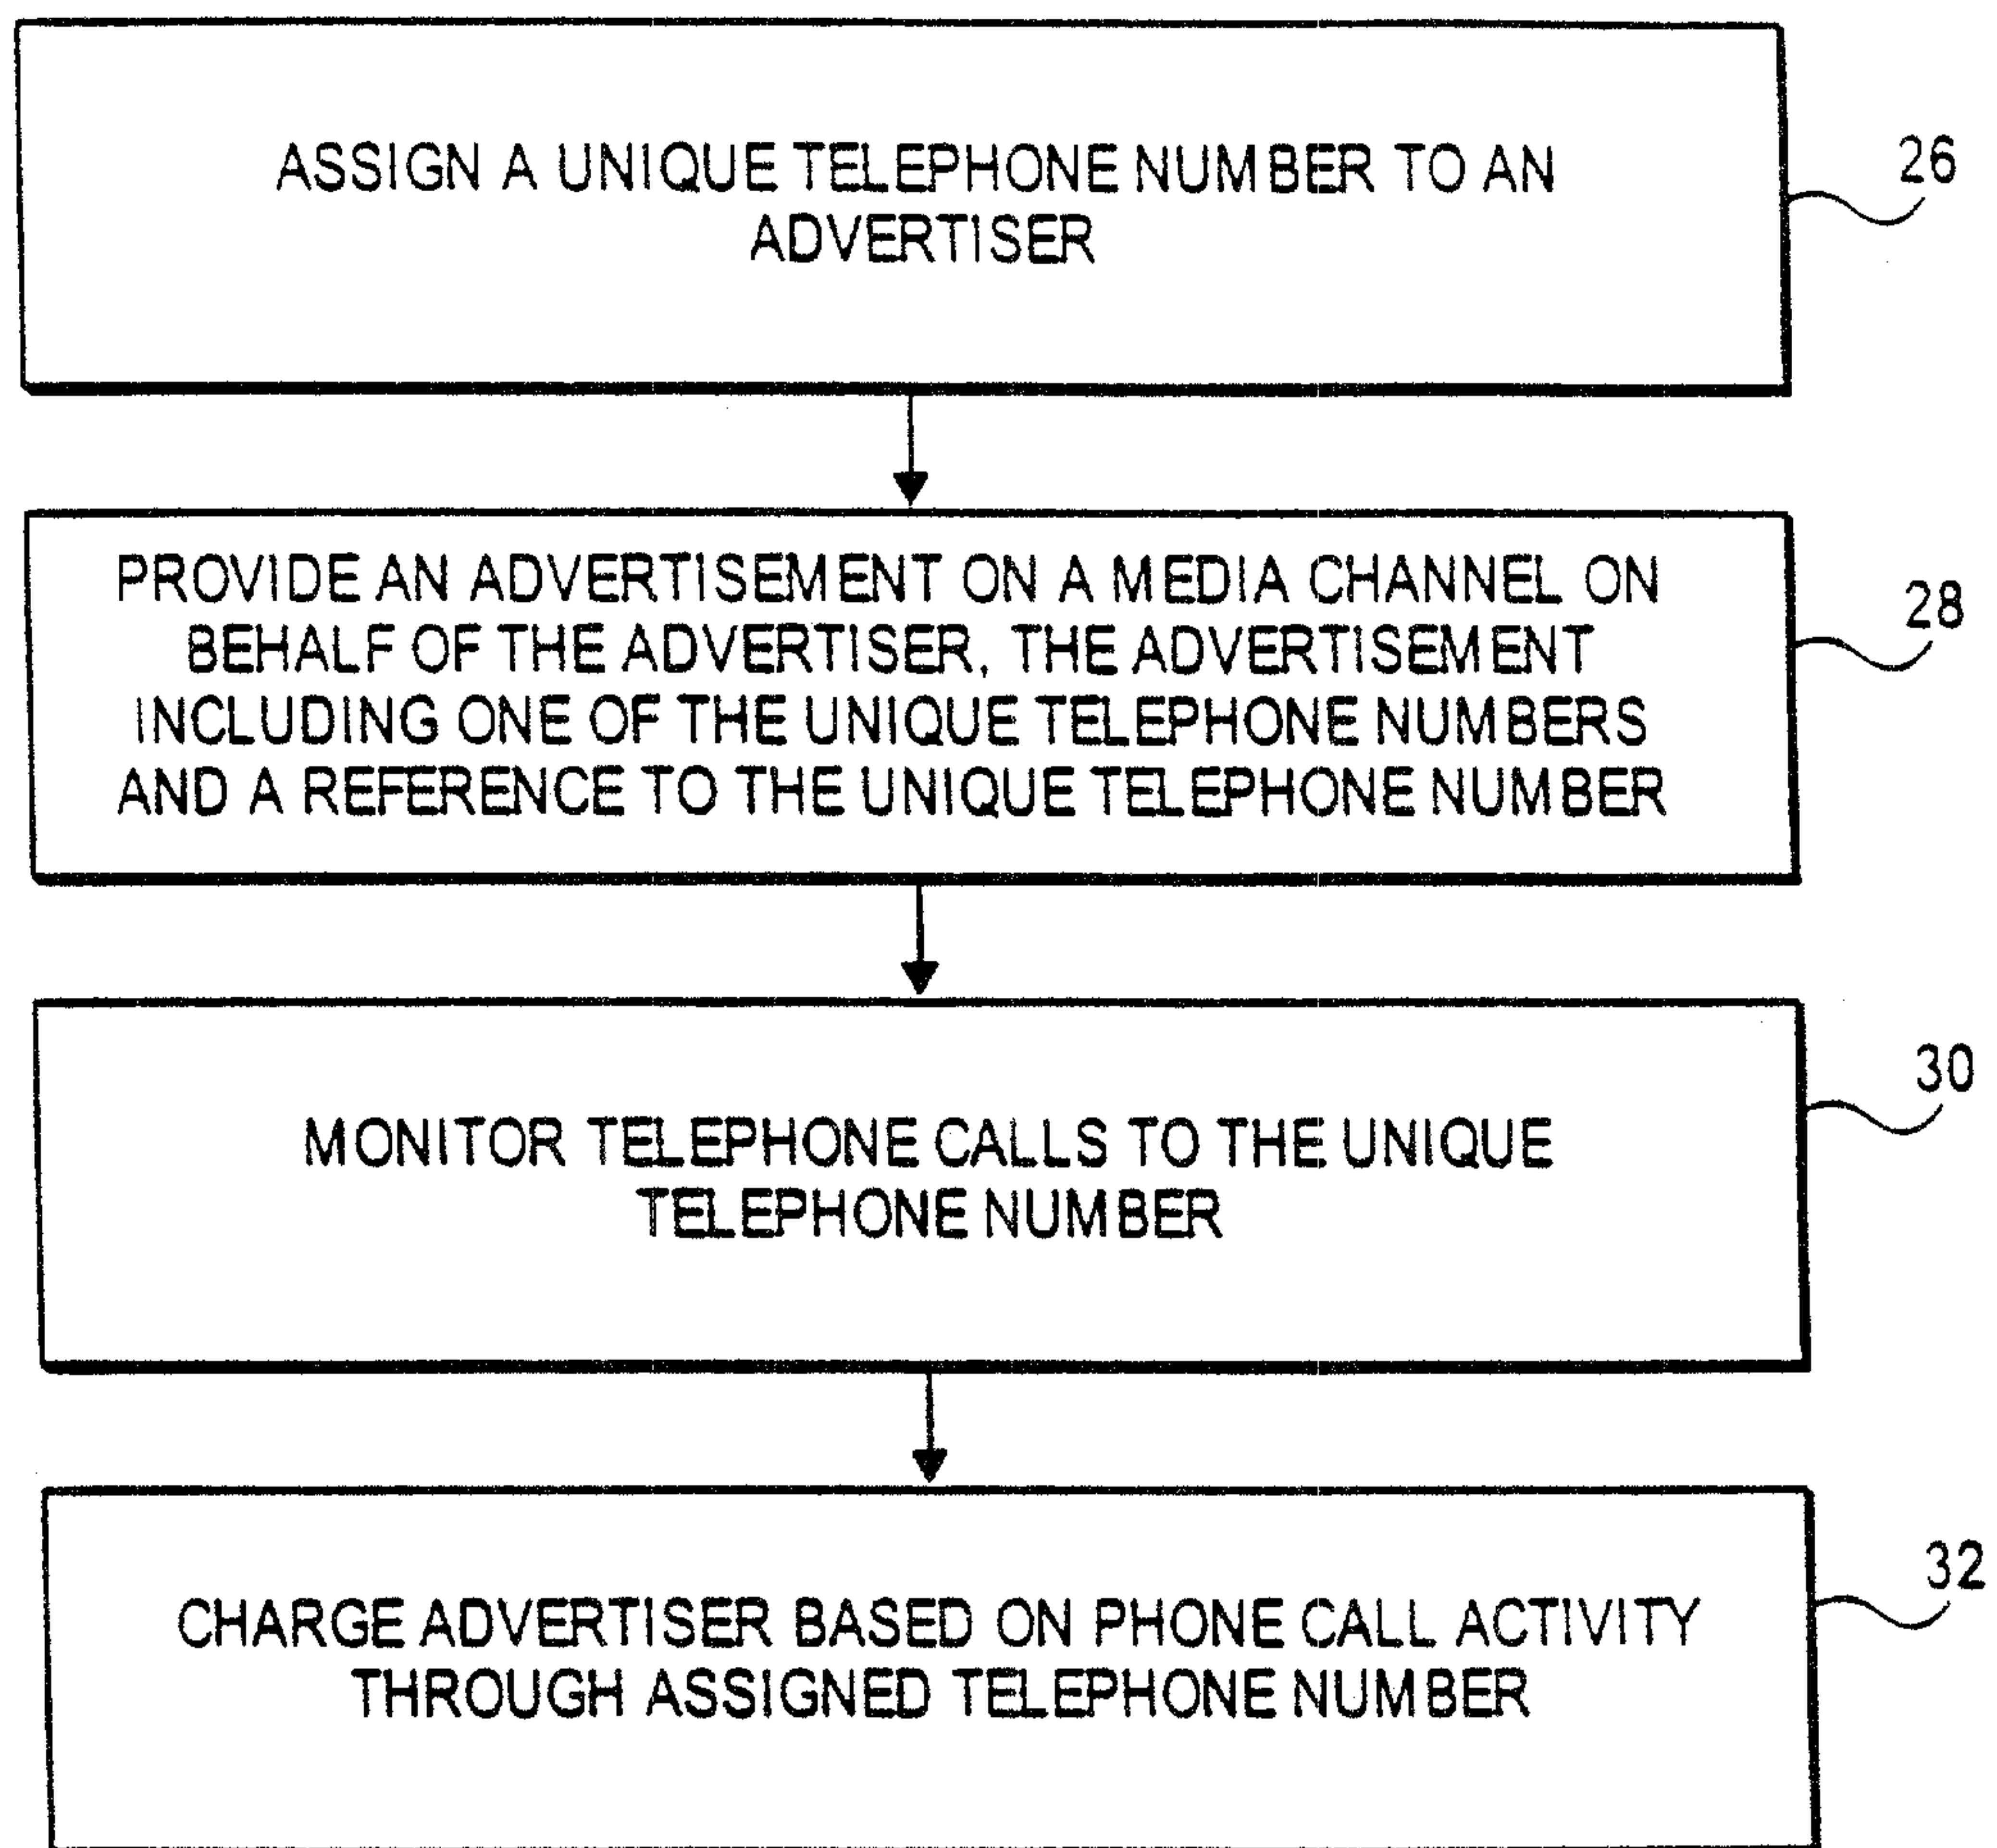 ASSIGN A UNIQUE TELEPHONE NUMBER TO AN
ADVERTISER
26
PROVIDE AN ADVERTISEMENT ON A MEDIA CHANNEL ON
BEHALF OF THE ADVERTISER, THE ADVERTISEMENT
INCLUDING ONE OF THE UNIQUE TELEPHONE NUMBERS
AND A REFERENCE TO THE UNIQUE TELEPHONE NUMBER
28
MONITOR TELEPHONE CALLS TO THE UNIQUE
TELEPHONE NUMBER
30
CHARGE ADVERTISER BASED ON PHONE CALL ACTIVITY
THROUGH ASSIGNED TELEPHONE NUMBER
32